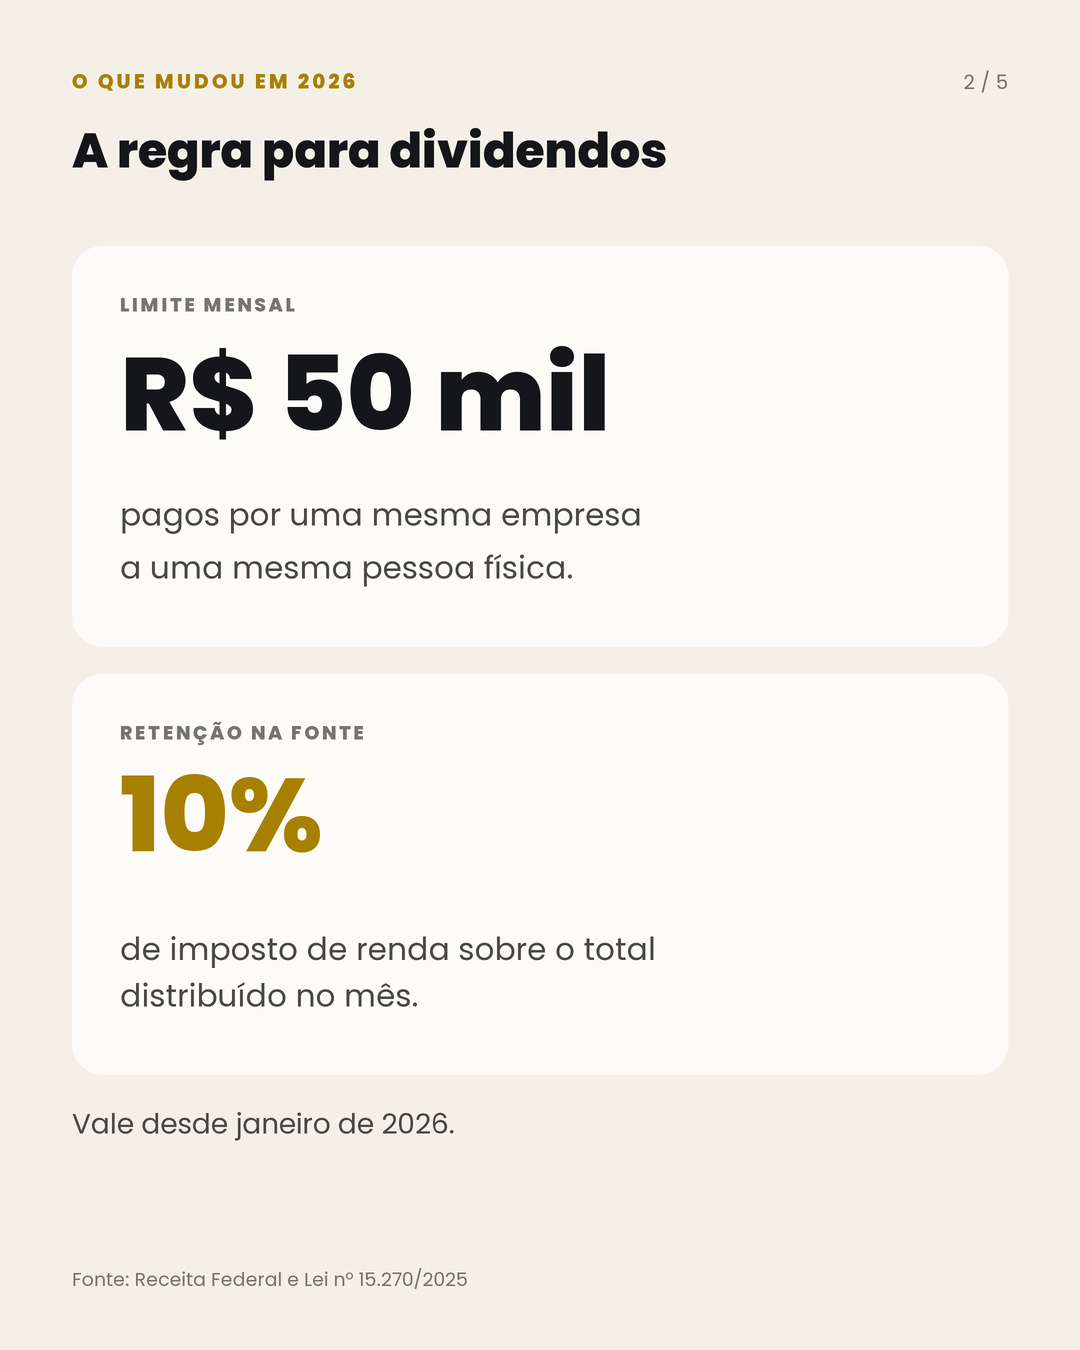 O QUE MUDOU EM 2026
2 / 5
A regra para dividendos
LIMITE MENSAL
R$ 50 mil
pagos por uma mesma empresa
a uma mesma pessoa física.
RETENÇÃO NA FONTE
10%
de imposto de renda sobre o total
distribuído no mês.
Vale desde janeiro de 2026.
Fonte: Receita Federal e Lei nº 15.270/2025